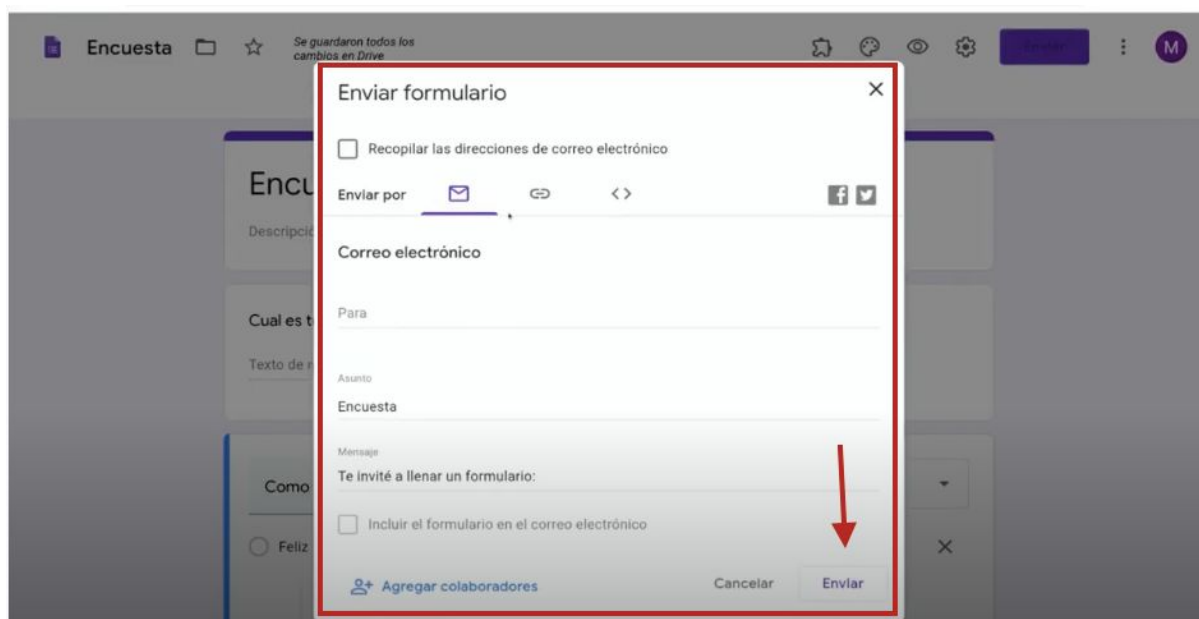 Encuesta
Se guardaron todos los
cambios en Drive
M
Enviar formulario
Recopilar las direcciones de correo electrónico
Enviar por
Correo electrónico
Para
Asunto
Encuesta
Mensaje
Te invité a llenar un formulario:
Incluir el formulario en el correo electrónico
Agregar colaboradores
Cancelar
Enviar
Encu
Descripció
Cual es t
Texto de r
Como
Feliz